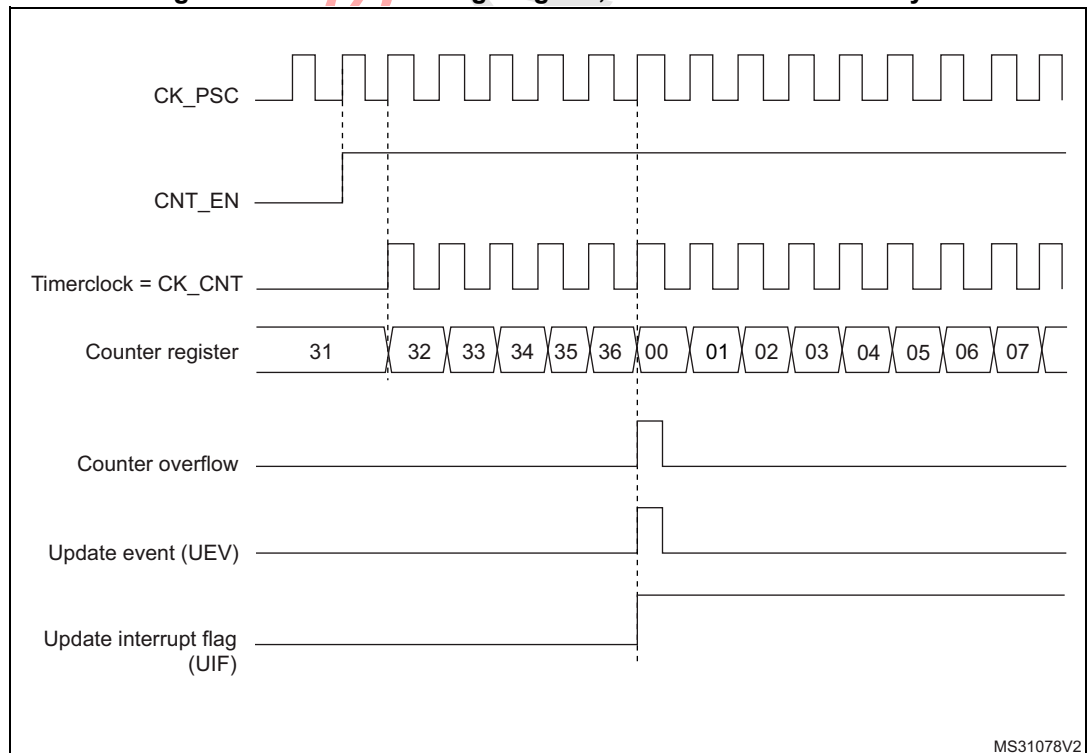 CK_PSC
CNT_EN
Timerclock = CK_CNT
Counter register 31 32 33 34 35 36 00 01 02 03 04 05 06 07
Counter overflow
Update event (UEV)
Update interrupt flag
(UIF)
MS31078V2